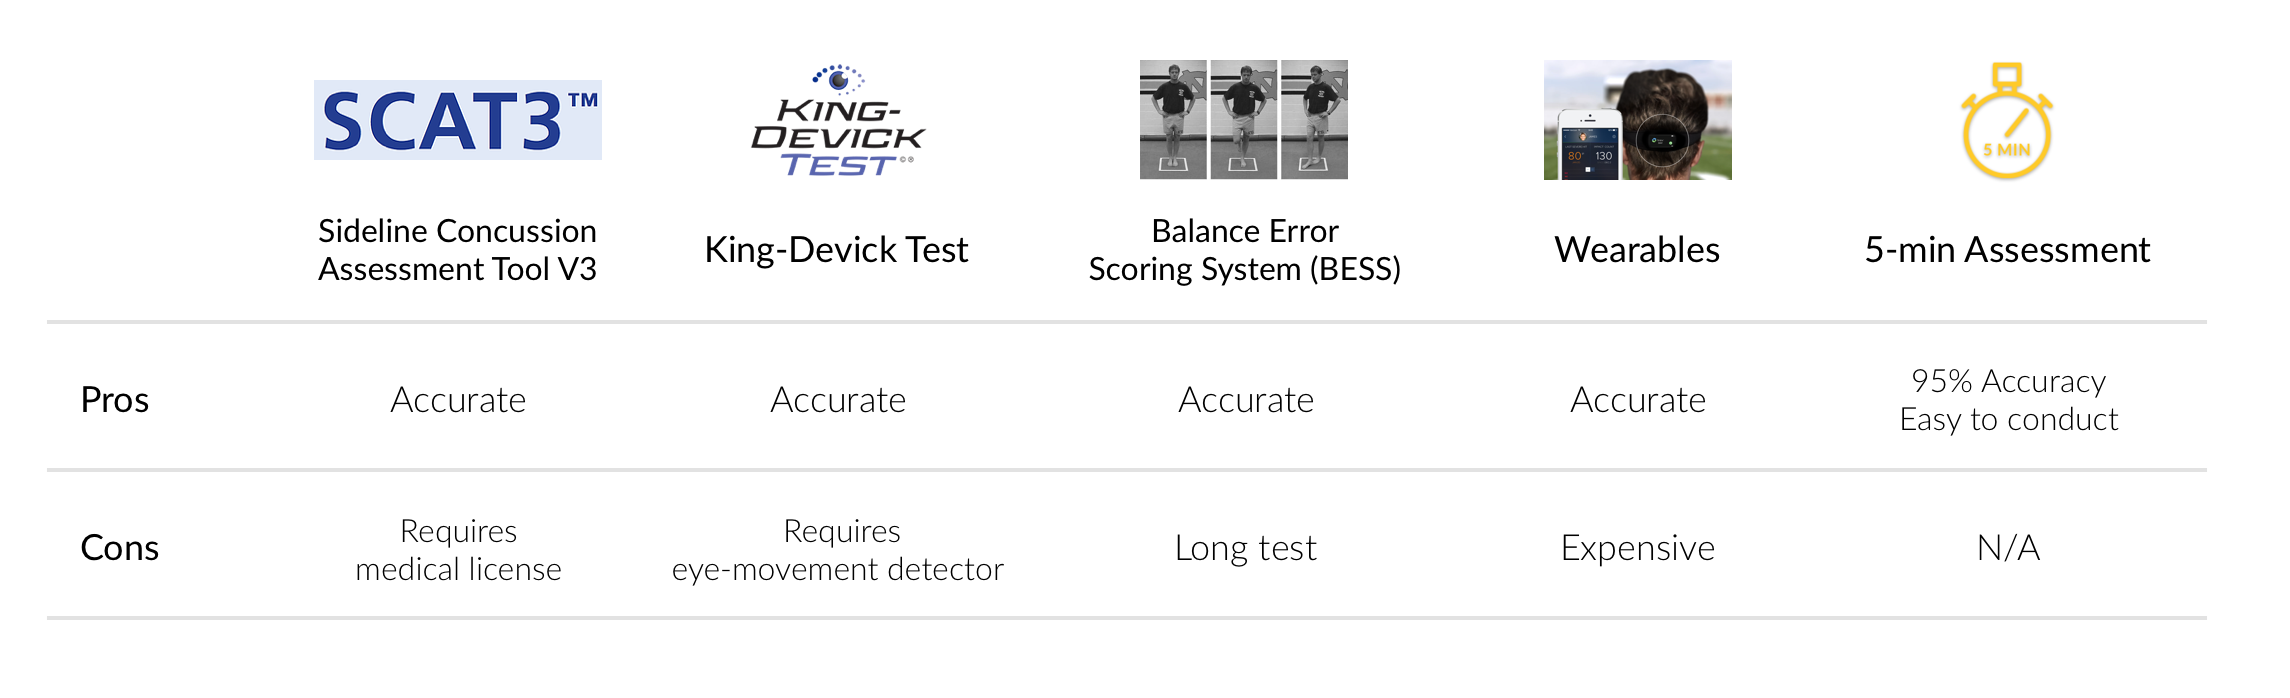 SCAT3™
KING-
DEVICK
TEST ©®
80°
130
5 MIN
Sideline Concussion
Assessment Tool V3
King-Devick Test
Balance Error
Scoring System (BESS)
Wearables
5-min Assessment
Pros
Accurate
Accurate
Accurate
Accurate
95% Accuracy
Easy to conduct
Cons
Requires
medical license
Requires
eye-movement detector
Long test
Expensive
N/A